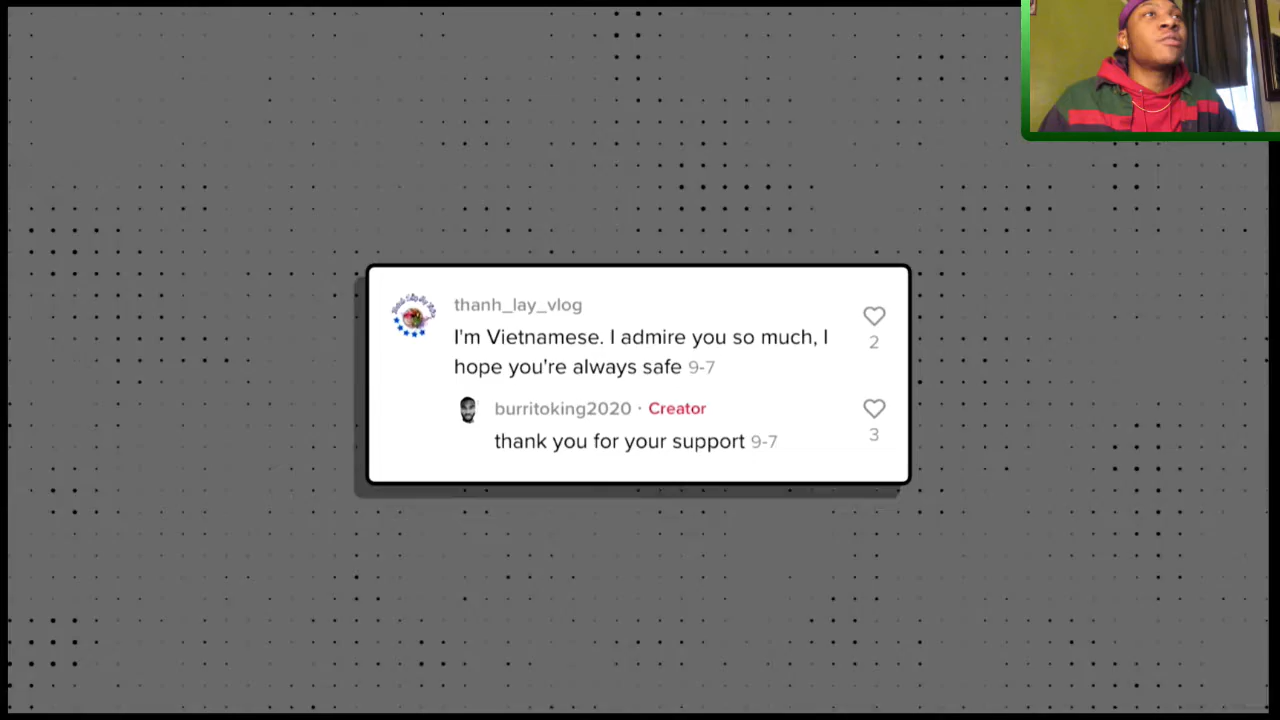 thanh_lay_vlog
I'm Vietnamese. I admire you so much, I
hope you're always safe 9-7
2
burritoking2020 · Creator
thank you for your support 9-7
3